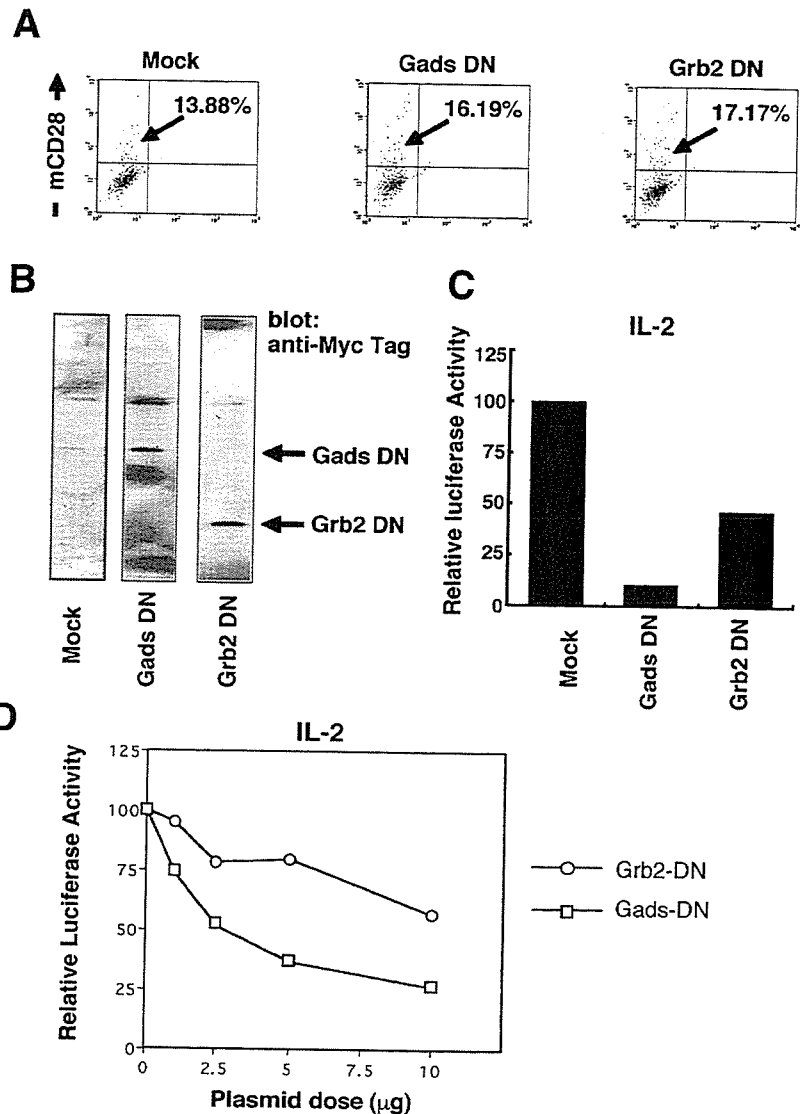 A
Mock
Gads DN
Grb2 DN
– mCD28
13.88%
16.19%
17.17%
B
blot:
anti-Myc Tag
Gads DN
Grb2 DN
Mock
Gads DN
Grb2 DN
C
IL-2
Relative luciferase Activity
125
100
75
50
25
0
Mock
Gads DN
Grb2 DN
D
IL-2
Relative Luciferase Activity
125
100
75
50
25
0
0
2.5
5
7.5
10
Plasmid dose (µg)
Grb2-DN
Gads-DN